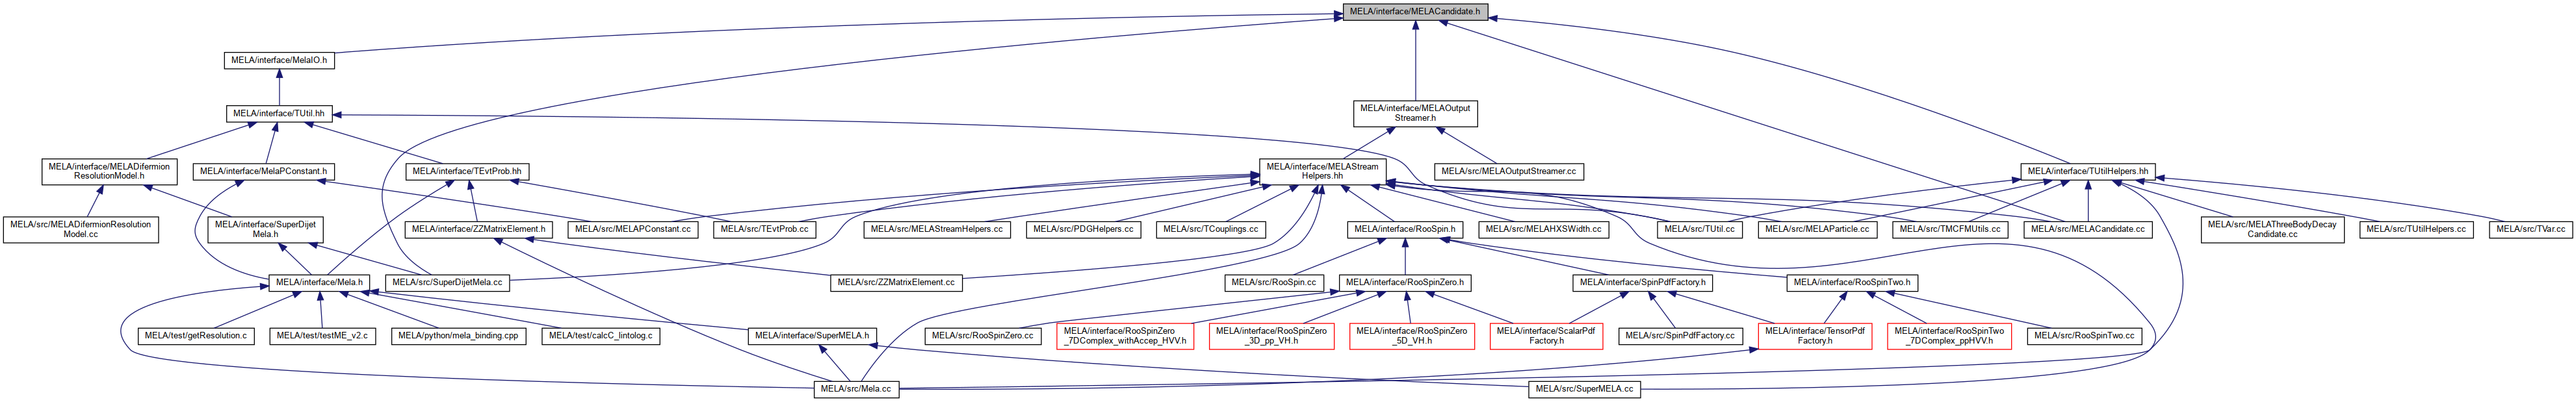 MELA/interface/MELACandidate.h
MELA/interface/MelaIO.h
MELA/interface/TUtil.hh
MELA/interface/MELAOutput
Streamer.h
MELA/interface/MELADifermion
ResolutionModel.h
MELA/interface/MelaPConstant.h
MELA/interface/TEvtProb.hh
MELA/interface/MELAStream
Helpers.hh
MELA/src/MELAOutputStreamer.cc
MELA/interface/TUtilHelpers.hh
MELA/src/MELADifermionResolution
Model.cc
MELA/interface/SuperDijet
Mela.h
MELA/interface/ZZMatrixElement.h
MELA/src/MELAPConstant.cc
MELA/src/TEvtProb.cc
MELA/src/MELAStreamHelpers.cc
MELA/src/PDGHelpers.cc
MELA/src/TCouplings.cc
MELA/interface/RooSpin.h
MELA/src/MELAHXSWidth.cc
MELA/src/TUtil.cc
MELA/src/MELAParticle.cc
MELA/src/TMCFMUtils.cc
MELA/src/MELACandidate.cc
MELA/src/MELAThreeBodyDecay
Candidate.cc
MELA/src/TUtilHelpers.cc
MELA/src/TVar.cc
MELA/interface/Mela.h
MELA/src/SuperDijetMela.cc
MELA/src/ZZMatrixElement.cc
MELA/src/RooSpin.cc
MELA/interface/RooSpinZero.h
MELA/interface/SpinPdfFactory.h
MELA/interface/RooSpinTwo.h
MELA/test/getResolution.c
MELA/test/testME_v2.c
MELA/python/mela_binding.cpp
MELA/test/calcC_lintolog.c
MELA/interface/SuperMELA.h
MELA/src/RooSpinZero.cc
MELA/interface/RooSpinZero
_7DComplex_withAccep_HVV.h
MELA/interface/RooSpinZero
_3D_pp_VH.h
MELA/interface/RooSpinZero
_5D_VH.h
MELA/interface/ScalarPdf
Factory.h
MELA/src/SpinPdfFactory.cc
MELA/interface/TensorPdf
Factory.h
MELA/interface/RooSpinTwo
_7DComplex_ppHVV.h
MELA/src/RooSpinTwo.cc
MELA/src/Mela.cc
MELA/src/SuperMELA.cc